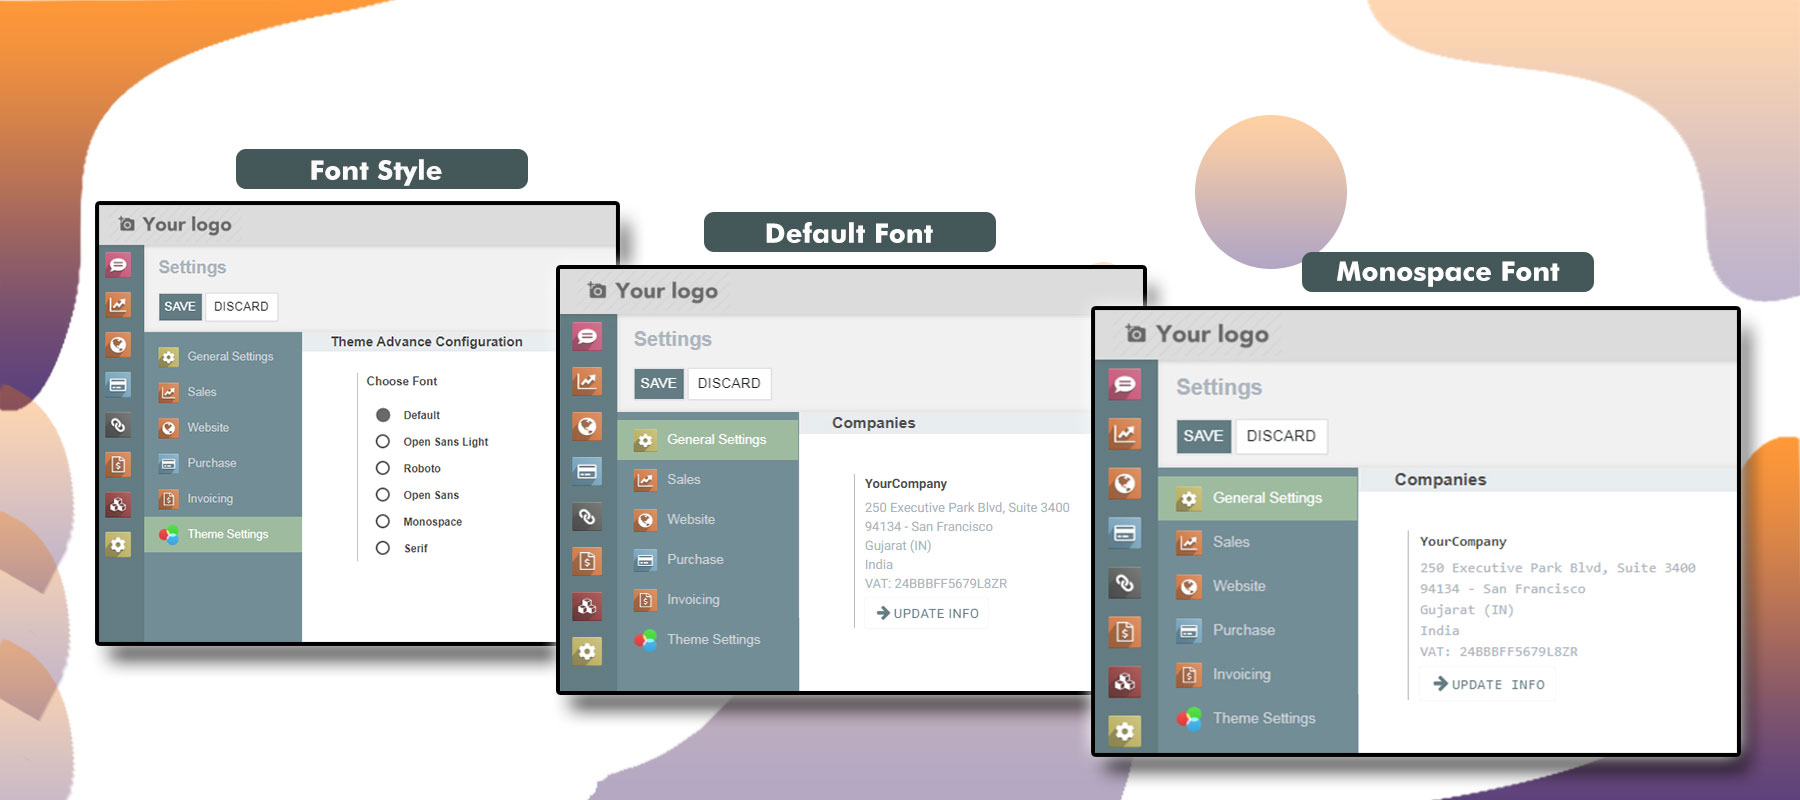 Font Style
Your logo
Settings
SAVE
DISCARD
General Settings
Sales
Website
Purchase
Invoicing
Theme Settings
Theme Advance Configuration
Choose Font
Default
Open Sans Light
Roboto
Open Sans
Monospace
Serif
Default Font
Your logo
Settings
SAVE
DISCARD
General Settings
Sales
Website
Purchase
Invoicing
Theme Settings
Companies
YourCompany
250 Executive Park Blvd, Suite 3400
94134 - San Francisco
Gujarat (IN)
India
VAT: 24BBBFF5679L8ZR
UPDATE INFO
Monospace Font
Your logo
Settings
SAVE
DISCARD
General Settings
Sales
Website
Purchase
Invoicing
Theme Settings
Companies
YourCompany
250 Executive Park Blvd, Suite 3400
94134 - San Francisco
Gujarat (IN)
India
VAT: 24BBBFF5679L8ZR
UPDATE INFO